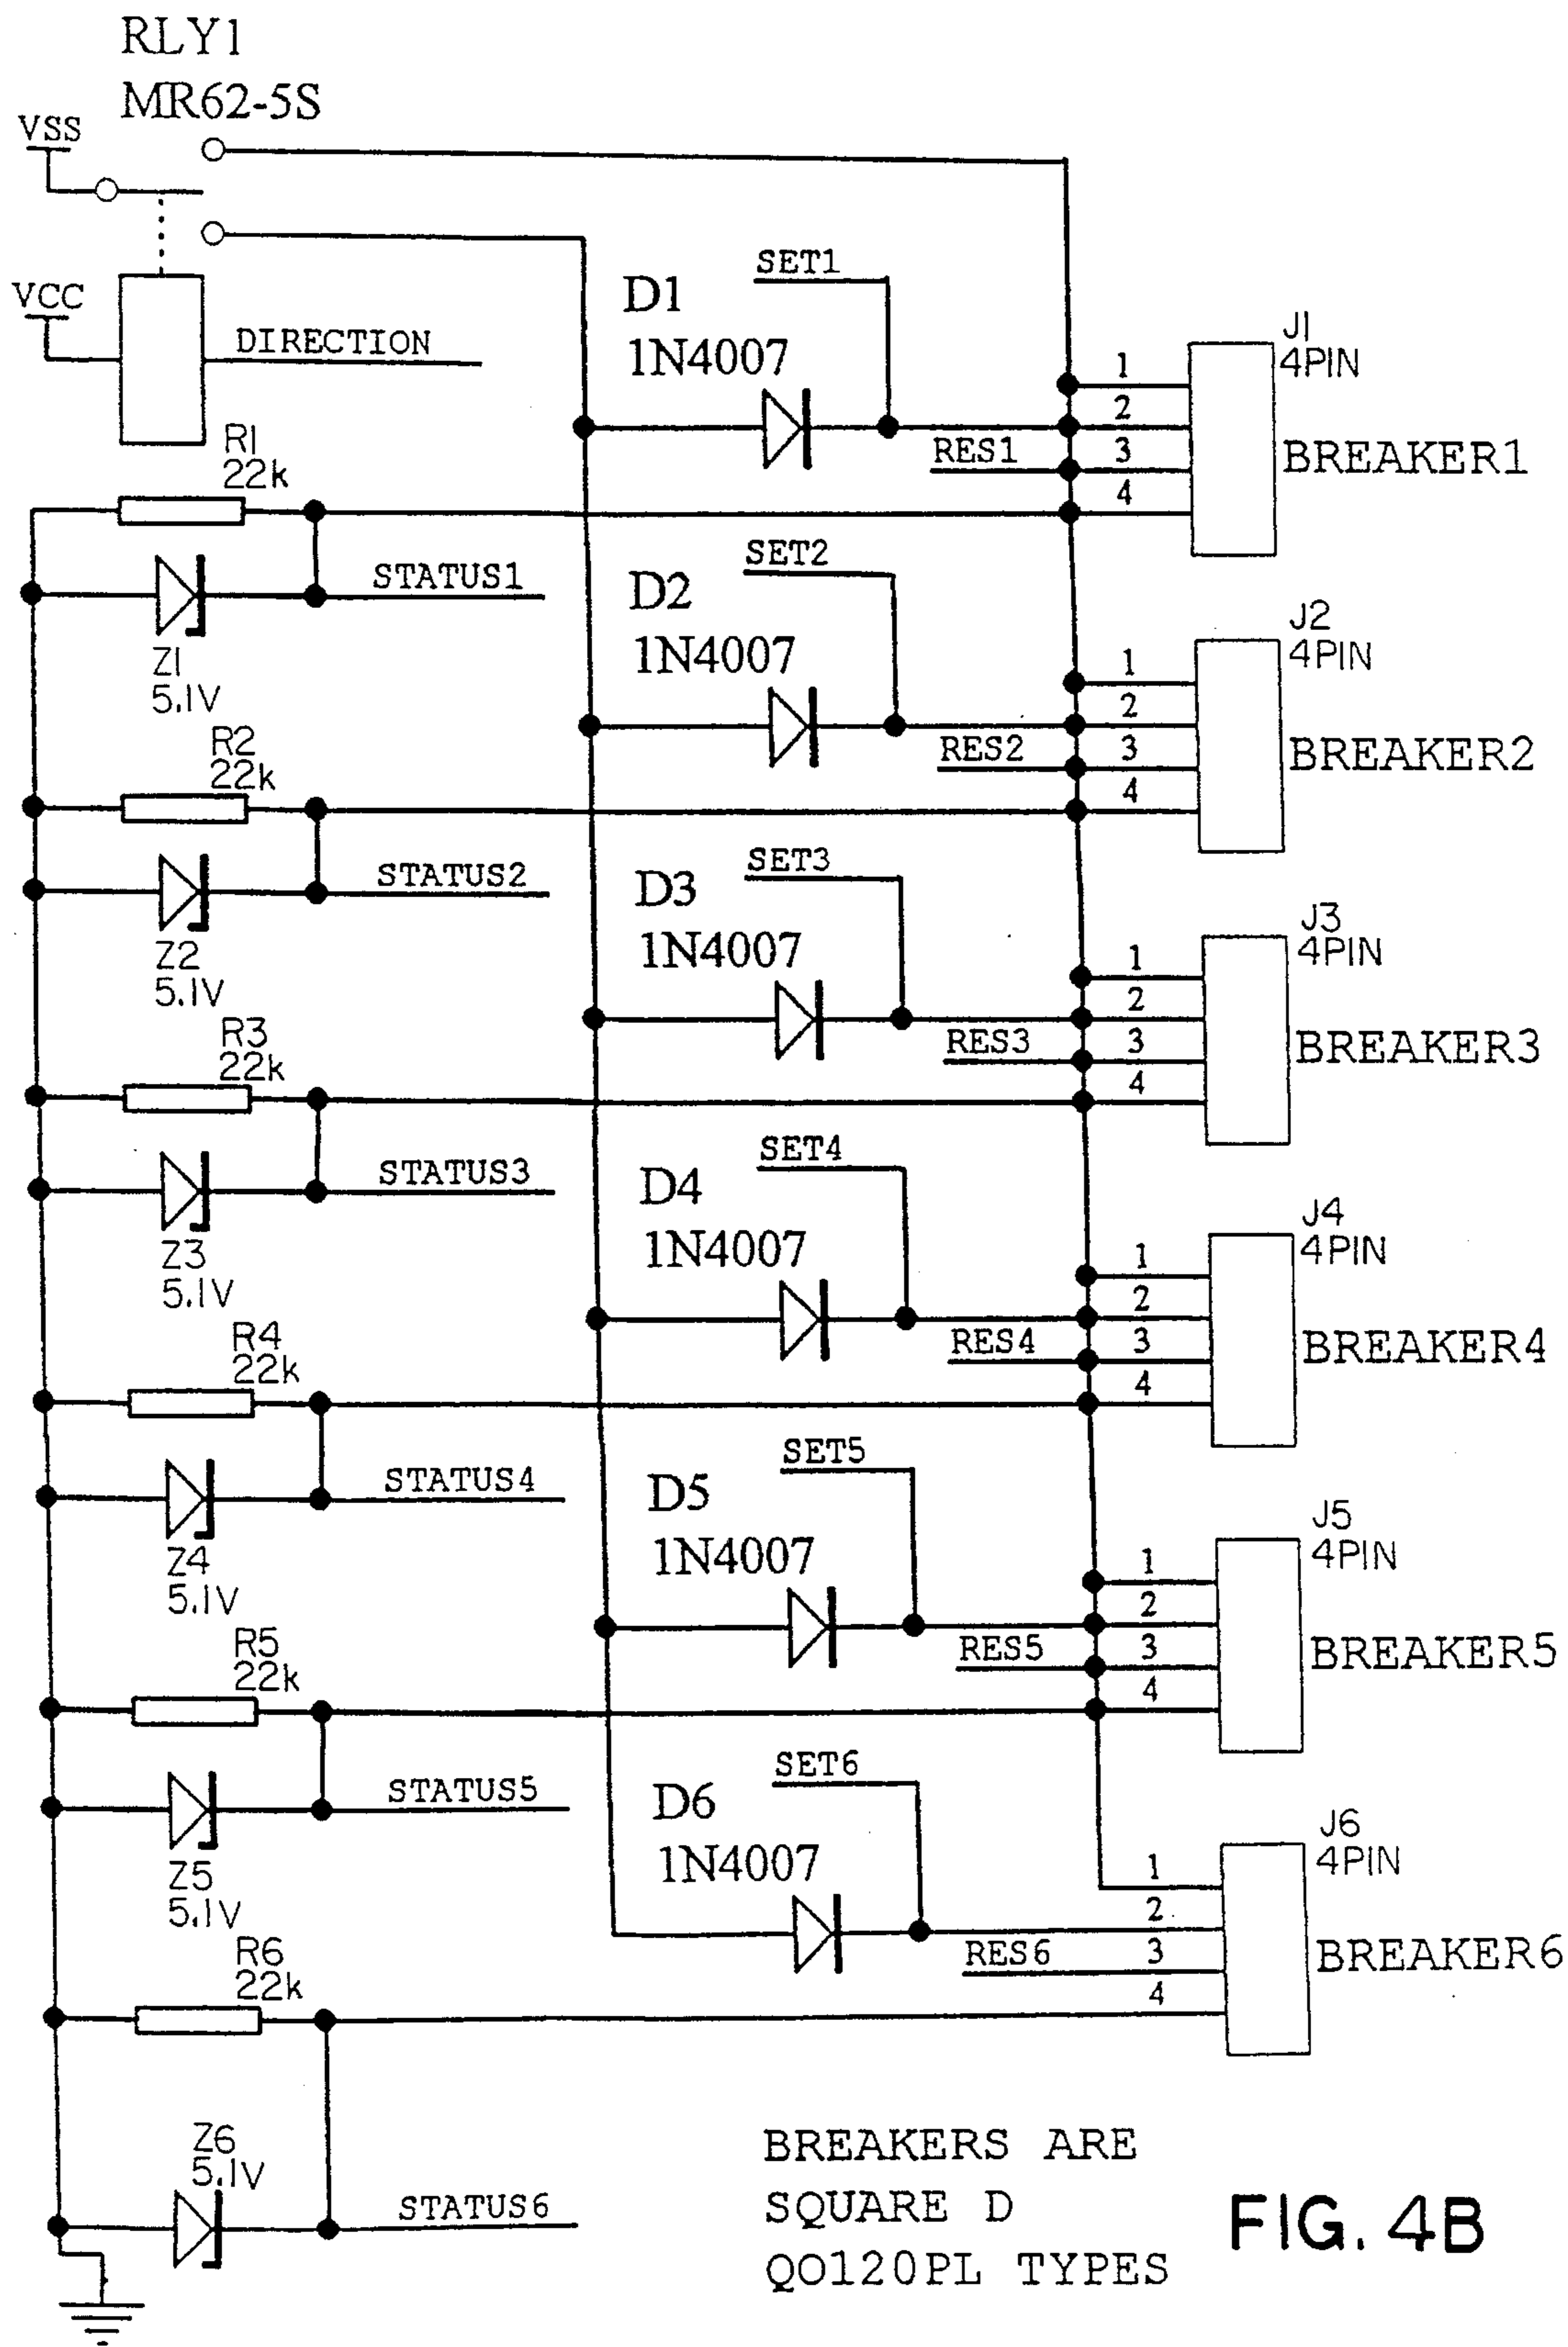 RLY1
MR62-5S
VSS
VCC
DIRECTION
D1
1N4007
SET1
RES1
1
2
3
4
J1
4PIN
BREAKER1
R1
22k
STATUS1
Z1
5.1V
D2
1N4007
SET2
RES2
1
2
3
4
J2
4PIN
BREAKER2
R2
22k
STATUS2
Z2
5.1V
D3
1N4007
SET3
RES3
1
2
3
4
J3
4PIN
BREAKER3
R3
22k
STATUS3
Z3
5.1V
D4
1N4007
SET4
RES4
1
2
3
4
J4
4PIN
BREAKER4
R4
22k
STATUS4
Z4
5.1V
D5
1N4007
SET5
RES5
1
2
3
4
J5
4PIN
BREAKER5
R5
22k
STATUS5
Z5
5.1V
D6
1N4007
SET6
RES6
1
2
3
4
J6
4PIN
BREAKER6
R6
22k
Z6
5.1V
STATUS6
BREAKERS ARE
SQUARE D
QO120PL TYPES
FIG. 4B